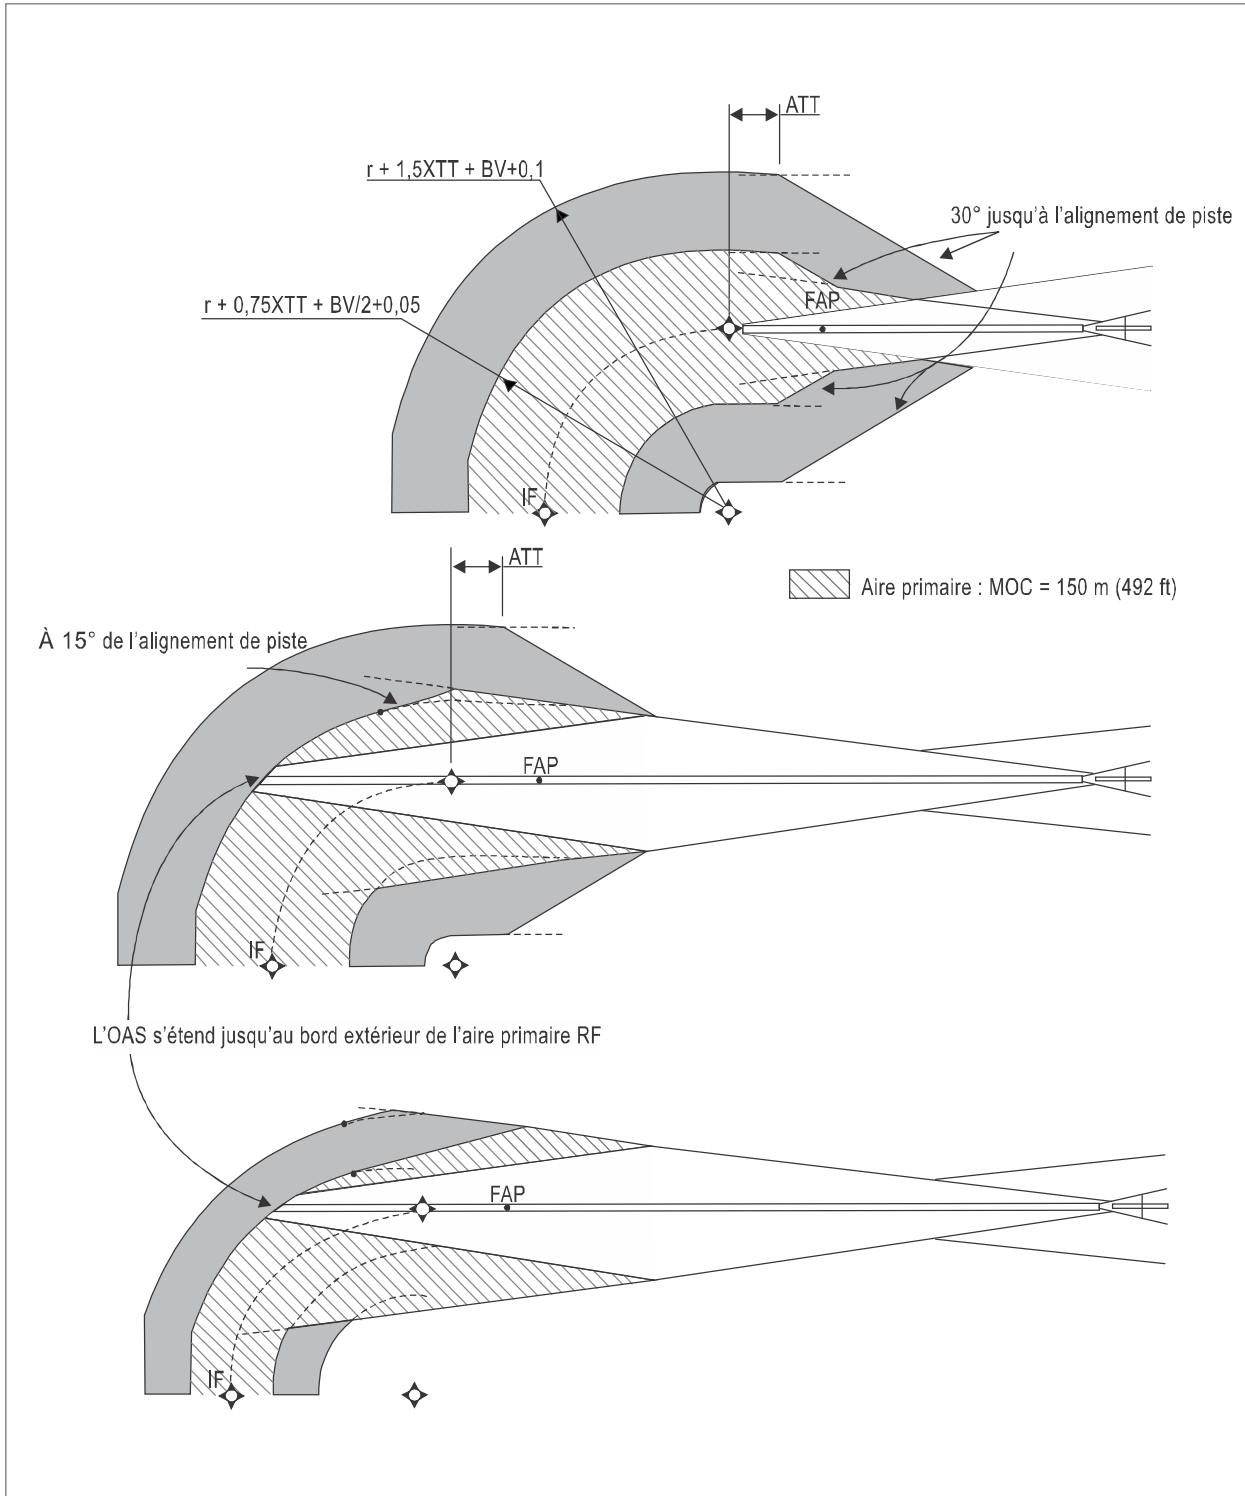 ATT
r + 1,5XTT + BV+0,1
30° jusqu'à l'alignement de piste
r + 0,75XTT + BV/2+0,05
FAP
IF
ATT
Aire primaire : MOC = 150 m (492 ft)
À 15° de l'alignement de piste
FAP
IF
L'OAS s'étend jusqu'au bord extérieur de l'aire primaire RF
FAP
IF